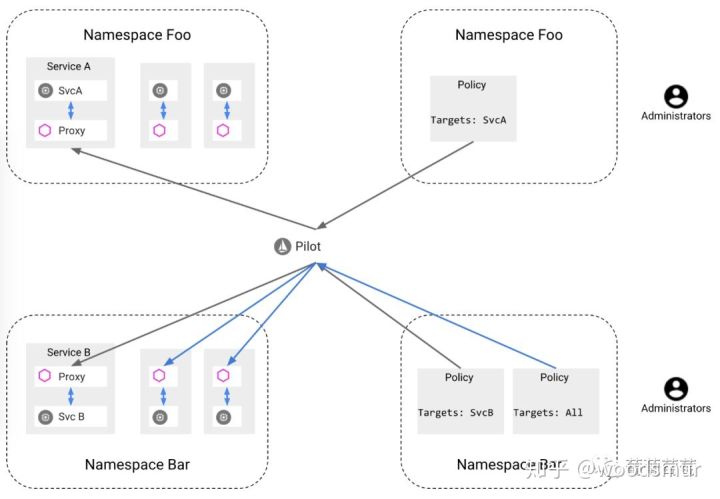 Namespace Foo
Service A
SvcA
Proxy
Namespace Foo
Policy
Targets: SvcA
Administrators
Pilot
Service B
Proxy
Svc B
Namespace Bar
Policy
Targets: SvcB
Policy
Targets: All
Namespace Bar
Administrators
知乎 @woodsmur